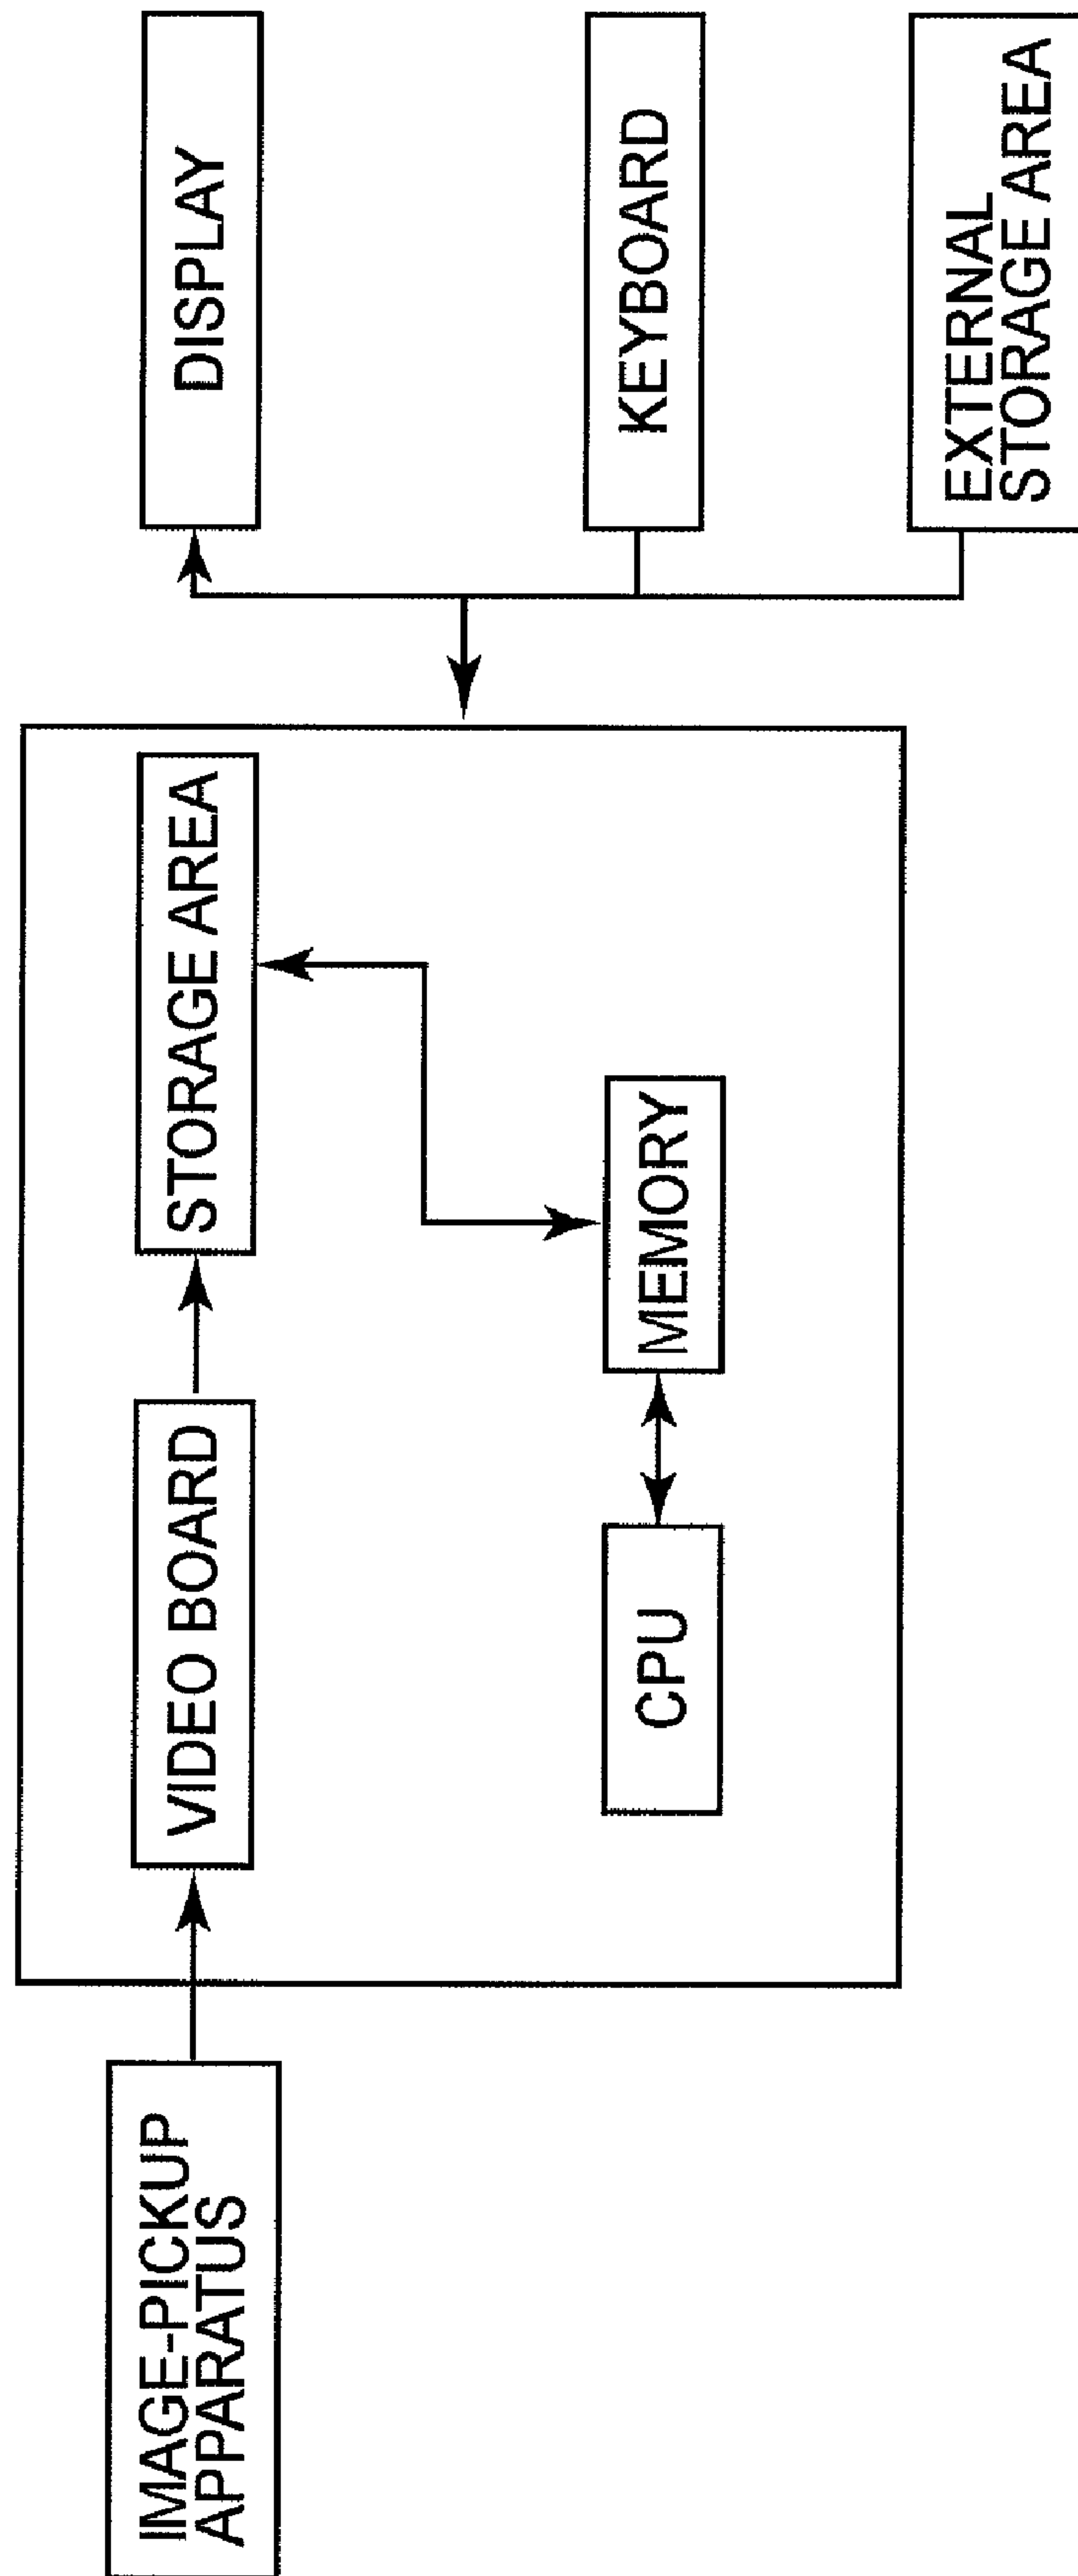 IMAGE-PICKUP
APPARATUS
VIDEO BOARD
STORAGE AREA
CPU
MEMORY
DISPLAY
KEYBOARD
EXTERNAL
STORAGE AREA